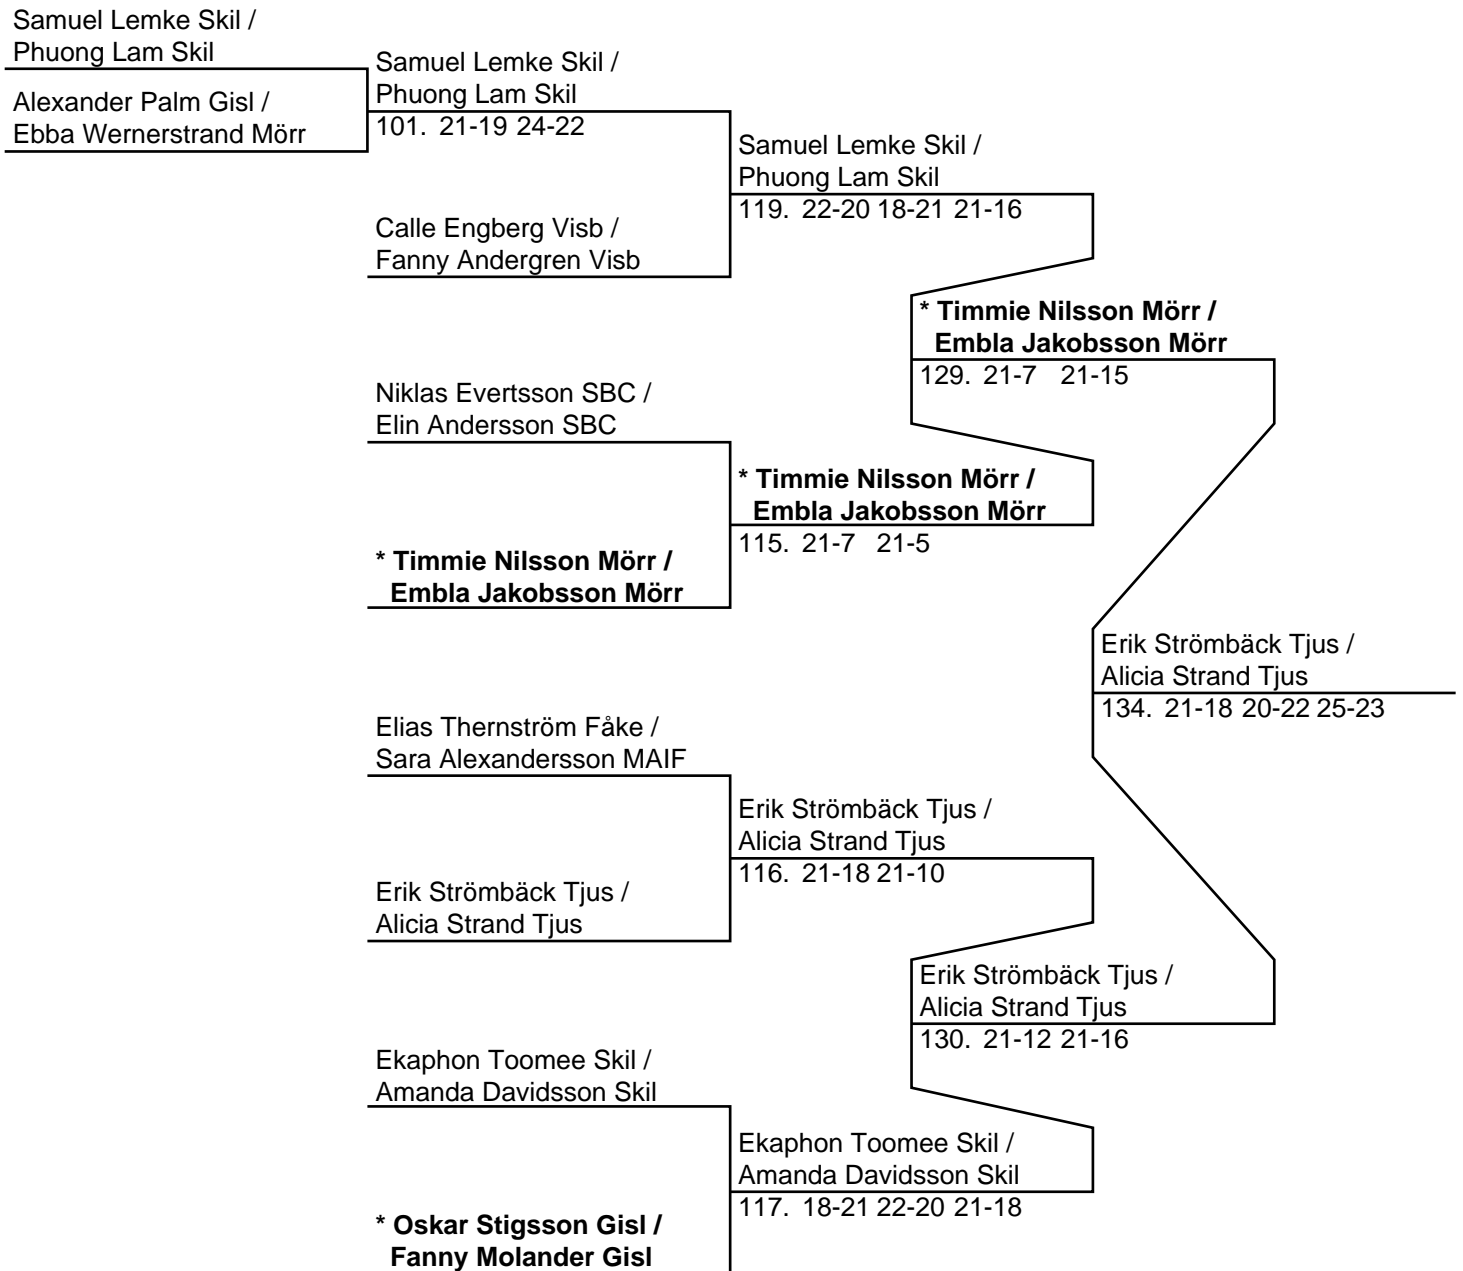 Samuel Lemke Skil /
Phuong Lam Skil
Alexander Palm Gisl /
Ebba Wernerstrand Mörr
Samuel Lemke Skil /
Phuong Lam Skil
101. 21-19 24-22
Calle Engberg Visb /
Fanny Andergren Visb
Samuel Lemke Skil /
Phuong Lam Skil
119. 22-20 18-21 21-16
Niklas Evertsson SBC /
Elin Andersson SBC
* Timmie Nilsson Mörr /
Embla Jakobsson Mörr
* Timmie Nilsson Mörr /
Embla Jakobsson Mörr
115. 21-7 21-5
* Timmie Nilsson Mörr /
Embla Jakobsson Mörr
129. 21-7 21-15
Elias Thernström Fåke /
Sara Alexandersson MAIF
Erik Strömbäck Tjus /
Alicia Strand Tjus
Erik Strömbäck Tjus /
Alicia Strand Tjus
116. 21-18 21-10
Ekaphon Toomee Skil /
Amanda Davidsson Skil
* Oskar Stigsson Gisl /
Fanny Molander Gisl
Ekaphon Toomee Skil /
Amanda Davidsson Skil
117. 18-21 22-20 21-18
Erik Strömbäck Tjus /
Alicia Strand Tjus
130. 21-12 21-16
Erik Strömbäck Tjus /
Alicia Strand Tjus
134. 21-18 20-22 25-23